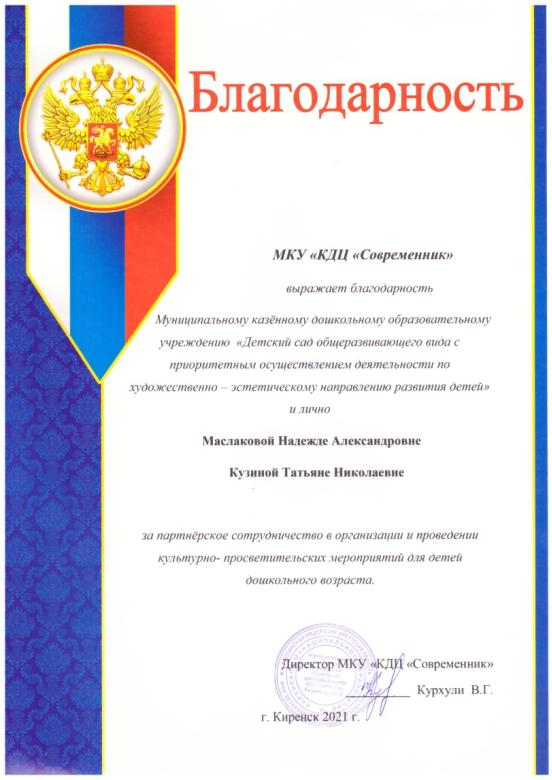 Благодарность
МКУ «КДЦ «Современник»
выражает благодарность
Муниципальному казённому дошкольному образовательному
учреждению «Детский сад общеразвивающего вида с
приоритетным осуществлением деятельности по
художественно – эстетическому направлению развития детей»
и лично
Маслаковой Надежде Александровне
Кузиной Татьяне Николаевне
за партнёрское сотрудничество в организации и проведении
культурно- просветительских мероприятий для детей
дошкольного возраста.
Директор МКУ «КДЦ «Современник»
Курхули В.Г.
г. Киренск 2021 г.